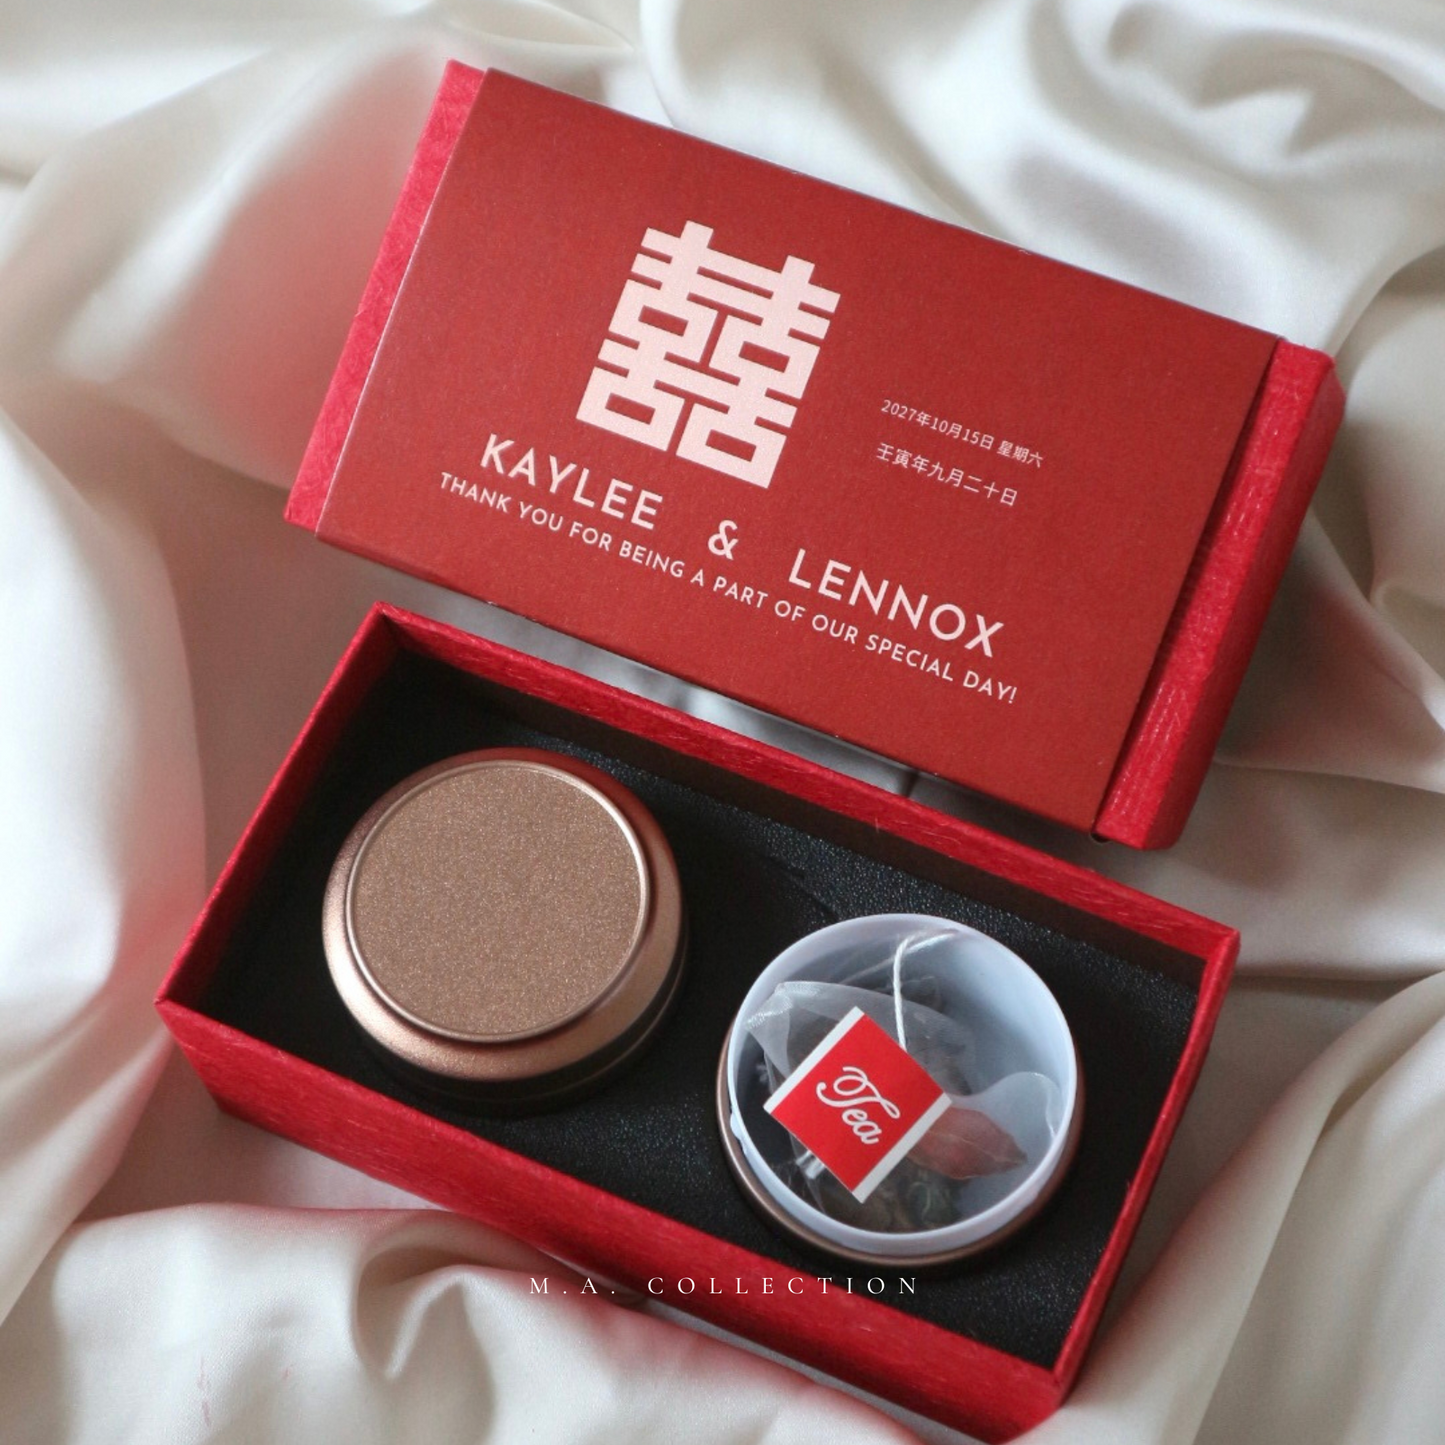 囍
2027年10月15日 星期六
壬寅年九月二十日
KAYLEE & LENNOX
THANK YOU FOR BEING A PART OF OUR SPECIAL DAY!
Tea
M.A. COLLECTION